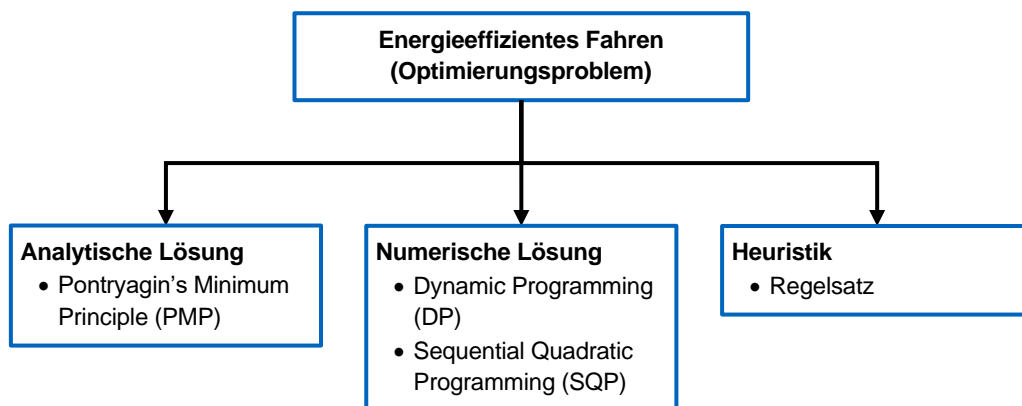 Energieeffizientes Fahren
(Optimierungsproblem)
Analytische Lösung
• Pontryagin’s Minimum
Principle (PMP)
Numerische Lösung
• Dynamic Programming
(DP)
• Sequential Quadratic
Programming (SQP)
Heuristik
• Regelsatz